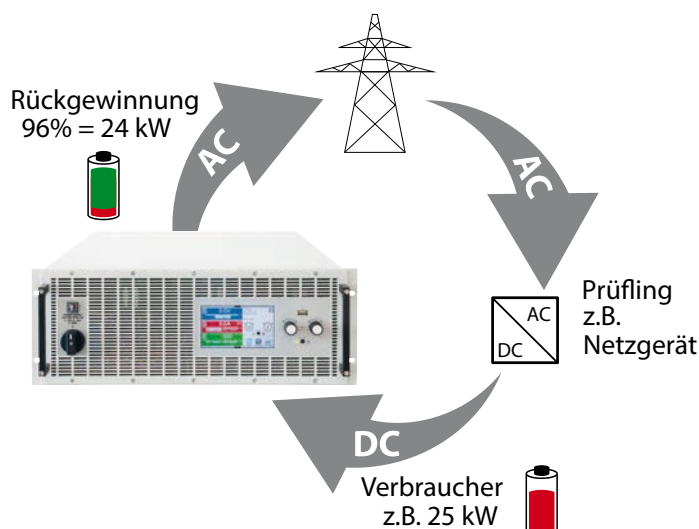 Rückgewinnung
96% = 24 kW
AC
AC
AC
DC
Prüfling
z.B.
Netzgerät
DC
Verbraucher
z.B. 25 kW